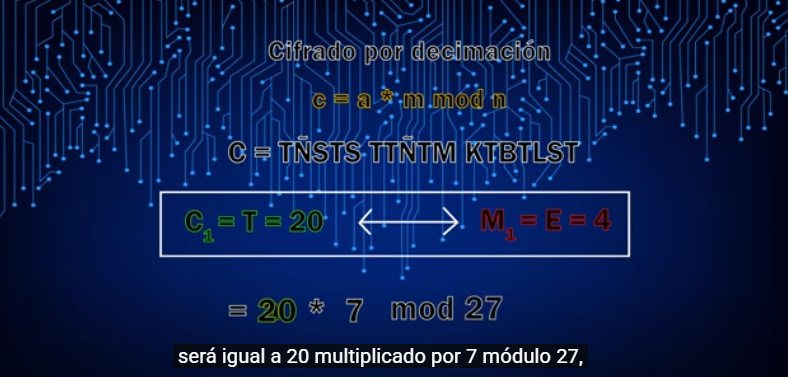 Cifrado por decimación
c = a * m mod n
C = TÑSTS TTÑTM KTBTLST
C1 = T = 20 M1 = E = 4
= 20 * 7 mod 27
será igual a 20 multiplicado por 7 módulo 27,